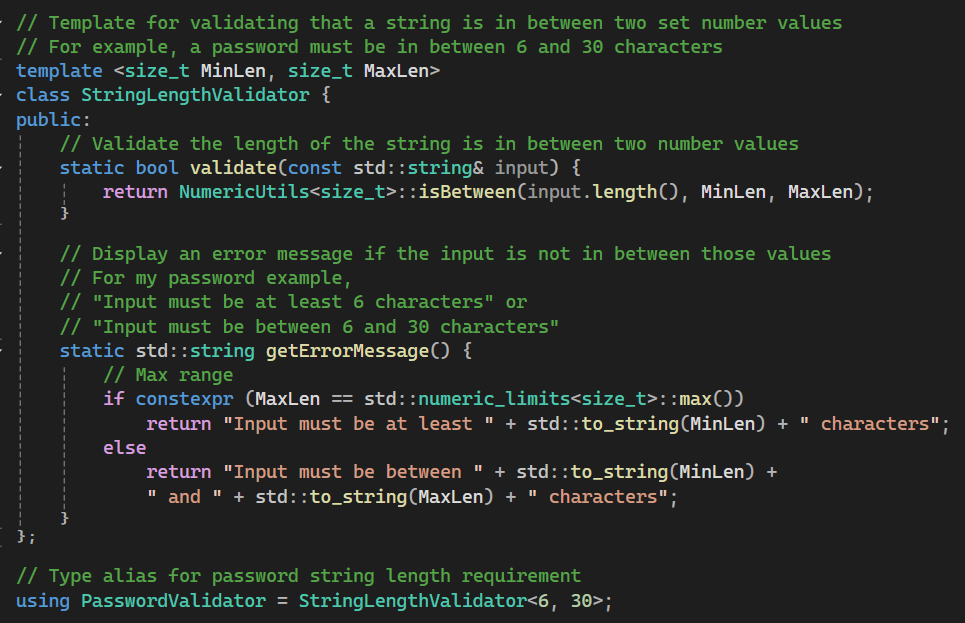 // Template for validating that a string is in between two set number values
// For example, a password must be in between 6 and 30 characters
template <size_t MinLen, size_t MaxLen>
class StringLengthValidator {
public:
    // Validate the length of the string is in between two number values
    static bool validate(const std::string& input) {
        return NumericUtils<size_t>::isBetween(input.length(), MinLen, MaxLen);
    }

    // Display an error message if the input is not in between those values
    // For my password example,
    // "Input must be at least 6 characters" or
    // "Input must be between 6 and 30 characters"
    static std::string getErrorMessage() {
        // Max range
        if constexpr (MaxLen == std::numeric_limits<size_t>::max())
            return "Input must be at least " + std::to_string(MinLen) + " characters";
        else
            return "Input must be between " + std::to_string(MinLen) +
            " and " + std::to_string(MaxLen) + " characters";
    }
};

// Type alias for password string length requirement
using PasswordValidator = StringLengthValidator<6, 30>;